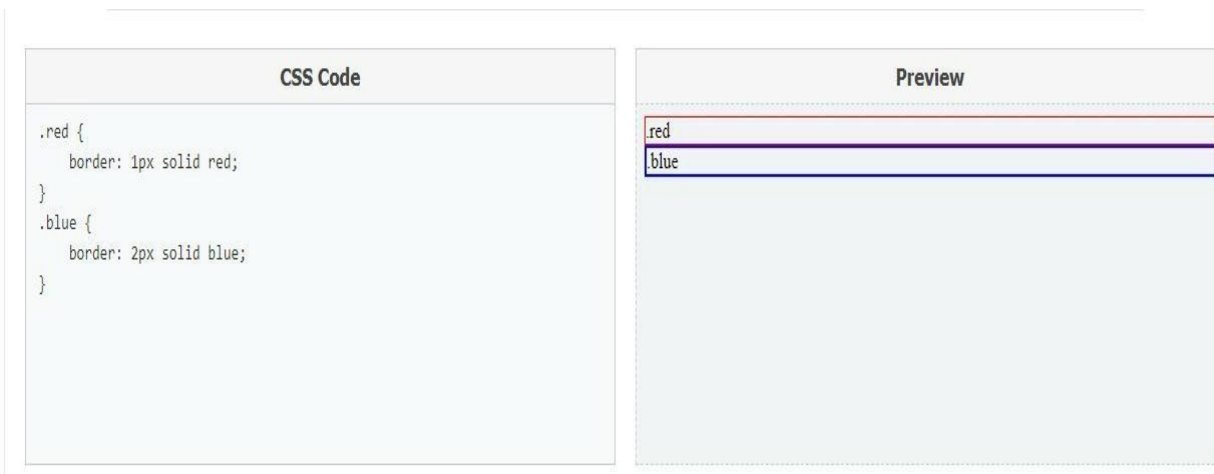 CSS Code
.red {
    border: 1px solid red;
}
.blue {
    border: 2px solid blue;
}
Preview
.red
.blue